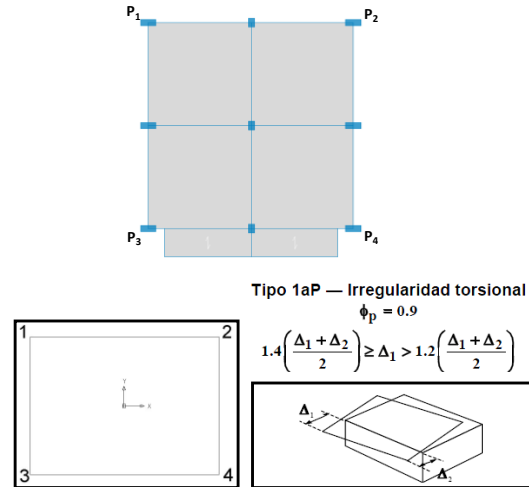 P1 P2
P3 P4
Tipo 1aP — Irregularidad torsional
ϕp = 0.9
1.4((Δ1 + Δ2)/2) ≥ Δ1 > 1.2((Δ1 + Δ2)/2)
1 2
Y
X
3 4
Δ1
Δ2